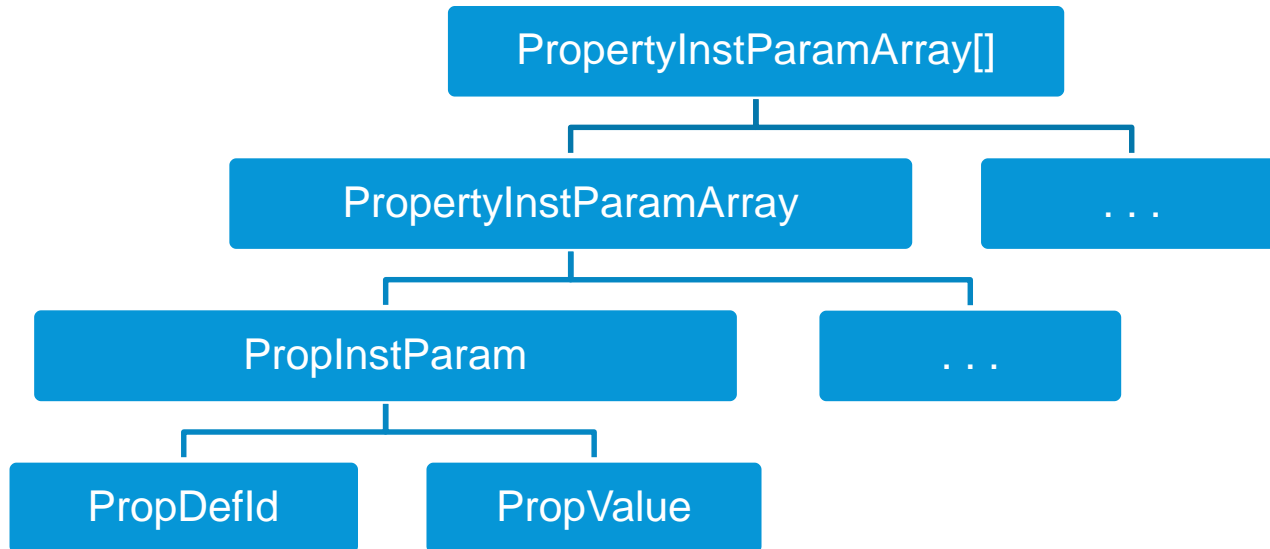 PropertyInstParamArray[]
PropertyInstParamArray
. . .
PropInstParam
. . .
PropDefId
PropValue